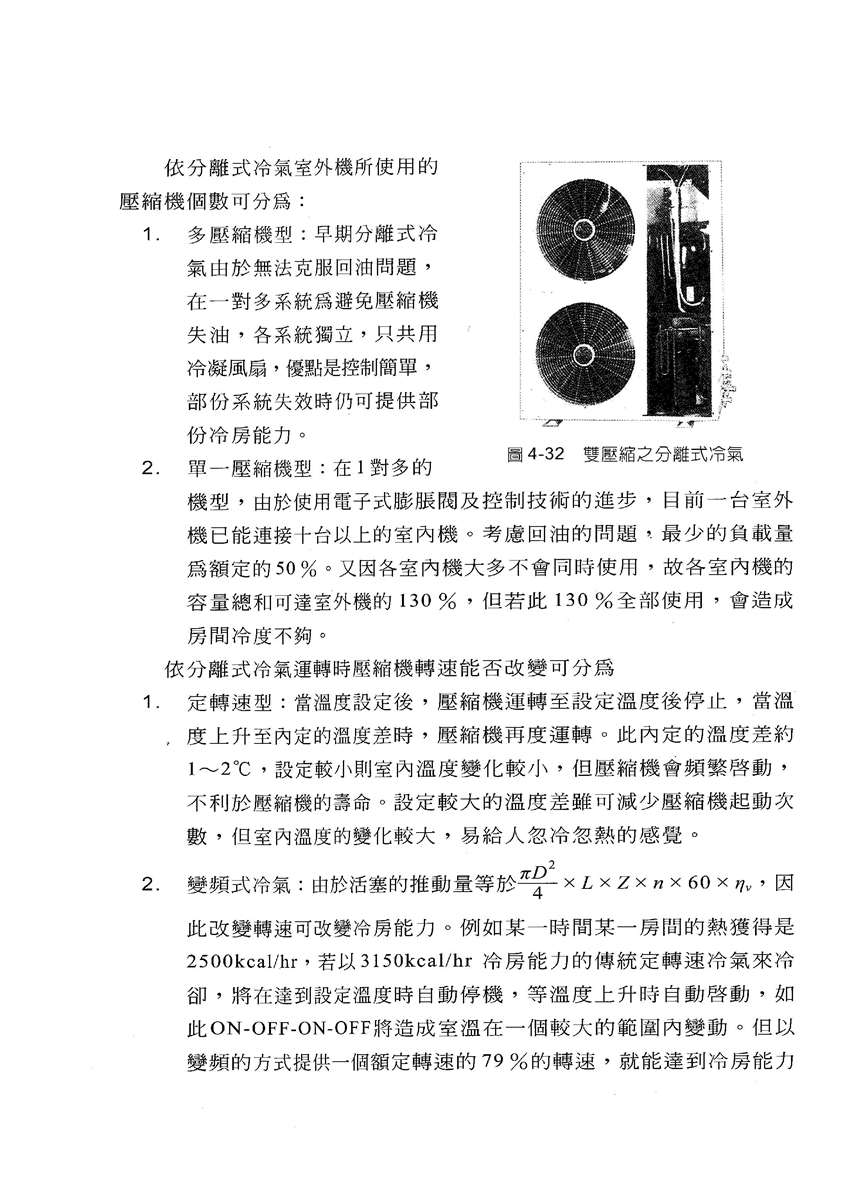 依分離式冷氣室外機所使用的
壓縮機個數可分爲：
1. 多壓縮機型：早期分離式冷
氣由於無法克服回油問題，
在一對多系統爲避免壓縮機
失油，各系統獨立，只共用
冷凝風扇，優點是控制簡單，
部份系統失效時仍可提供部
份冷房能力。
圖 4-32 雙壓縮之分離式冷氣
2. 單一壓縮機型：在1對多的
機型，由於使用電子式膨脹閥及控制技術的進步，目前一台室外
機已能連接十台以上的室內機。考慮回油的問題，最少的負載量
爲額定的50%。又因各室內機大多不會同時使用，故各室內機的
容量總和可達室外機的130%，但若此130%全部使用，會造成
房間冷度不夠。
依分離式冷氣運轉時壓縮機轉速能否改變可分爲
1. 定轉速型：當溫度設定後，壓縮機運轉至設定溫度後停止，當溫
度上升至內定的溫度差時，壓縮機再度運轉。此內定的溫度差約
1～2℃，設定較小則室內溫度變化較小，但壓縮機會頻繁啓動，
不利於壓縮機的壽命。設定較大的溫度差雖可減少壓縮機起動次
數，但室內溫度的變化較大，易給人忽冷忽熱的感覺。
2. 變頻式冷氣：由於活塞的推動量等於πD²/4×L×Z×n×60×ηᵥ，因
此改變轉速可改變冷房能力。例如某一時間某一房間的熱獲得是
2500kcal/hr，若以3150kcal/hr 冷房能力的傳統定轉速冷氣來冷
卻，將在達到設定溫度時自動停機，等溫度上升時自動啓動，如
此ON-OFF-ON-OFF將造成室溫在一個較大的範圍內變動。但以
變頻的方式提供一個額定轉速的79%的轉速，就能達到冷房能力